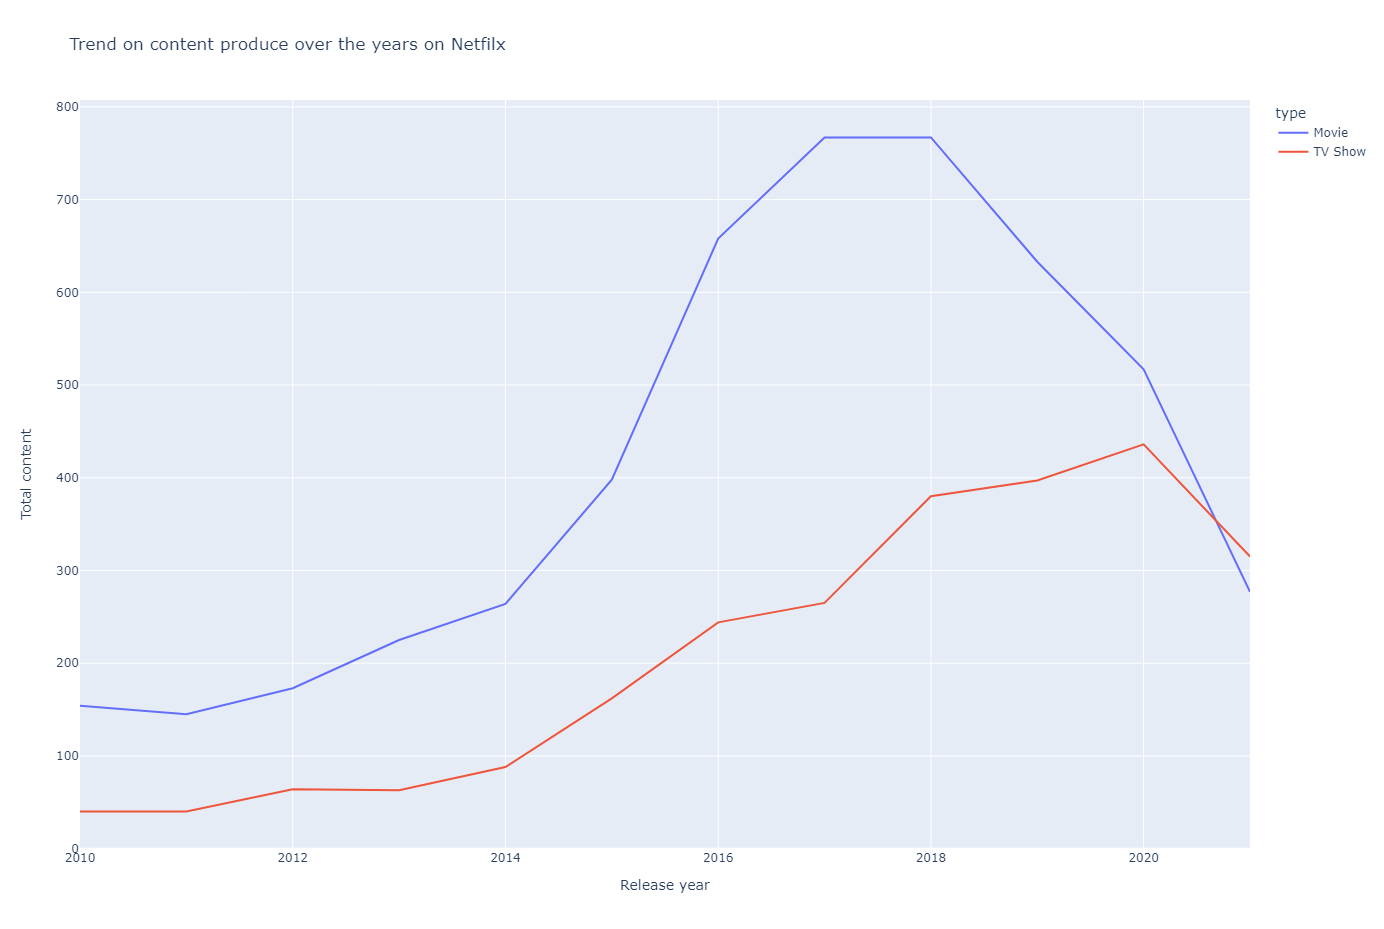 Trend on content produce over the years on Netfilx
type
Movie
TV Show
Total content
800
700
600
500
400
300
200
100
0
2010 2012 2014 2016 2018 2020
Release year